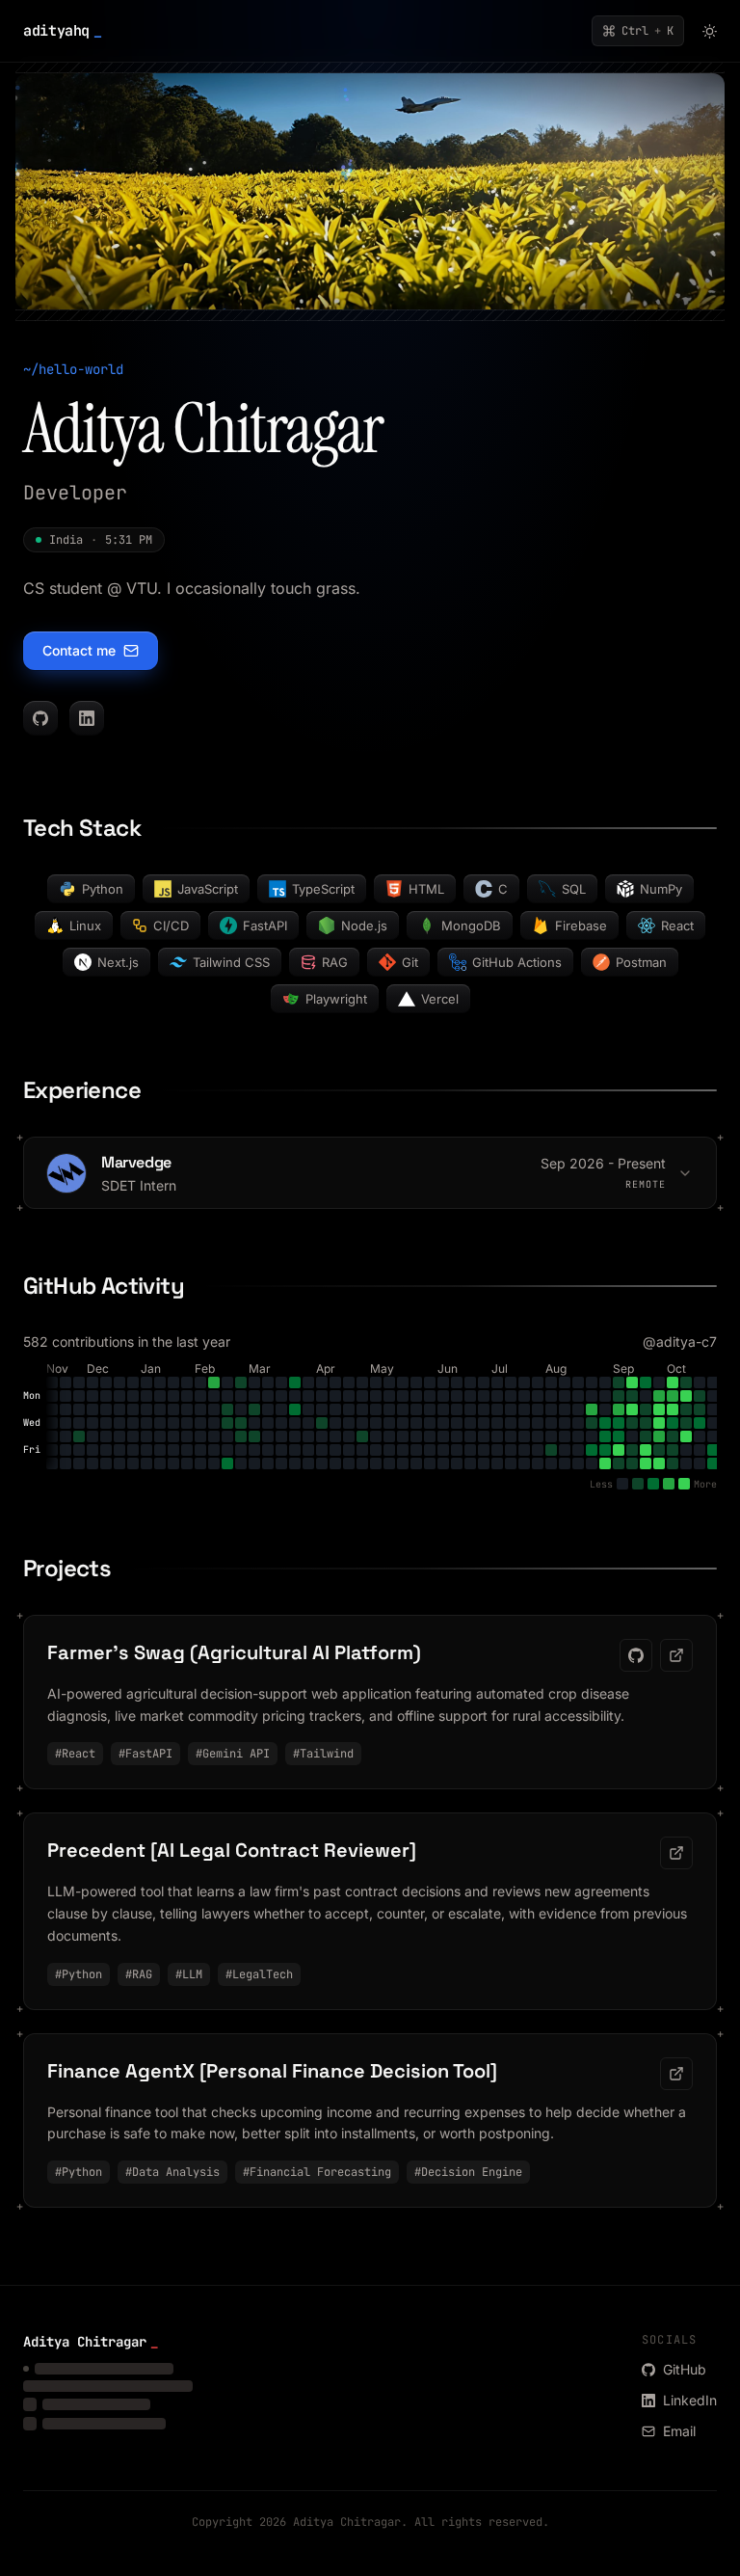 adityahq _
Ctrl + K
~/hello-world
Aditya Chitragar
Developer
India · 5:31 PM
CS student @ VTU. I occasionally touch grass.
Contact me
Tech Stack
Python JavaScript TypeScript HTML C SQL NumPy
Linux CI/CD FastAPI Node.js MongoDB Firebase React
Next.js Tailwind CSS RAG Git GitHub Actions Postman
Playwright Vercel
Experience
Marvedge
Sep 2026 - Present
SDET Intern
REMOTE
GitHub Activity
582 contributions in the last year
@aditya-c7
Nov Dec Jan Feb Mar Apr May Jun Jul Aug Sep Oct
Mon
Wed
Fri
Less More
Projects
Farmer's Swag (Agricultural AI Platform)
AI-powered agricultural decision-support web application featuring automated crop disease
diagnosis, live market commodity pricing trackers, and offline support for rural accessibility.
#React #FastAPI #Gemini API #Tailwind
Precedent [AI Legal Contract Reviewer]
LLM-powered tool that learns a law firm's past contract decisions and reviews new agreements
clause by clause, telling lawyers whether to accept, counter, or escalate, with evidence from previous
documents.
#Python #RAG #LLM #LegalTech
Finance AgentX [Personal Finance Decision Tool]
Personal finance tool that checks upcoming income and recurring expenses to help decide whether a
purchase is safe to make now, better split into installments, or worth postponing.
#Python #Data Analysis #Financial Forecasting #Decision Engine
Aditya Chitragar _
SOCIALS
GitHub
LinkedIn
Email
Copyright 2026 Aditya Chitragar. All rights reserved.